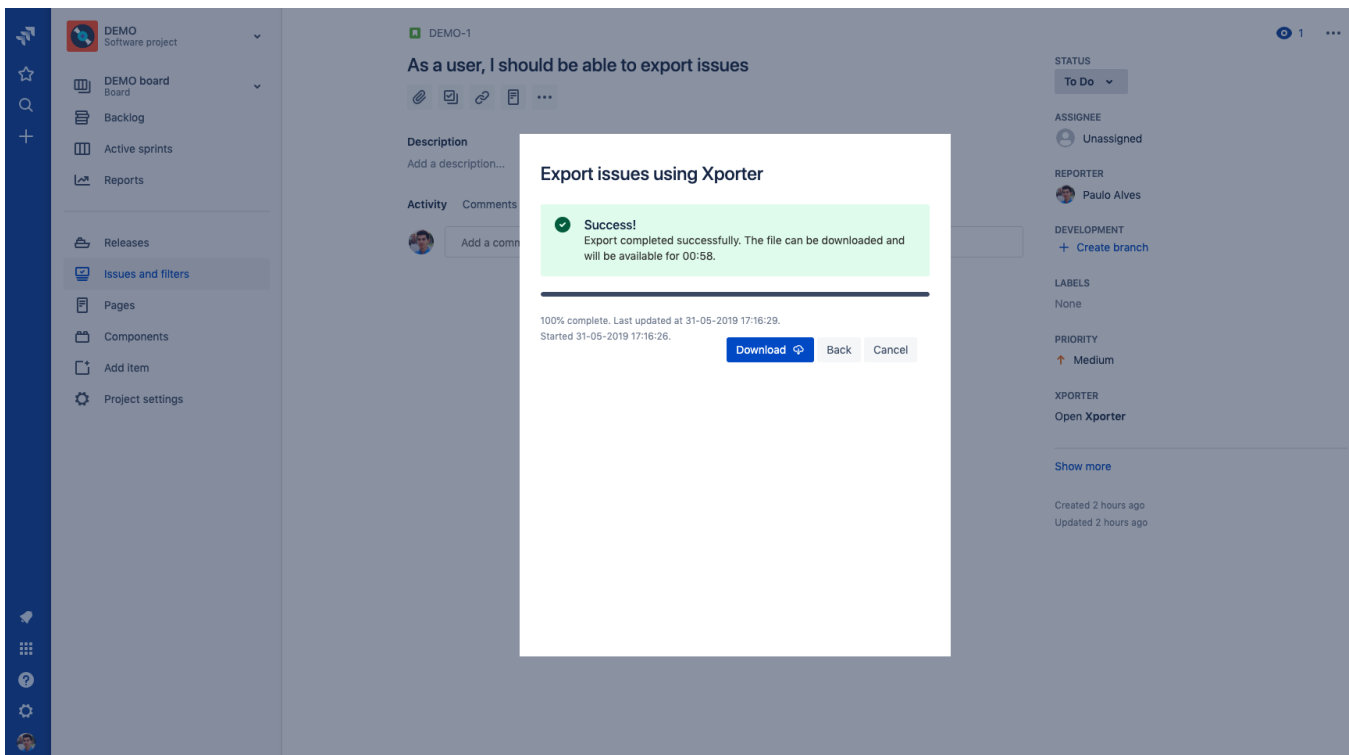 DEMO
Software project
DEMO board
Board
Backlog
Active sprints
Reports
Releases
Issues and filters
Pages
Components
Add item
Project settings
DEMO-1
As a user, I should be able to export issues
Description
Add a description...
Activity Comments
Add a comm
Export issues using Xporter
Success!
Export completed successfully. The file can be downloaded and
will be available for 00:58.
100% complete. Last updated at 31-05-2019 17:16:29.
Started 31-05-2019 17:16:26.
Download Back Cancel
1
STATUS
To Do
ASSIGNEE
Unassigned
REPORTER
Paulo Alves
DEVELOPMENT
+ Create branch
LABELS
None
PRIORITY
Medium
XPORTER
Open Xporter
Show more
Created 2 hours ago
Updated 2 hours ago